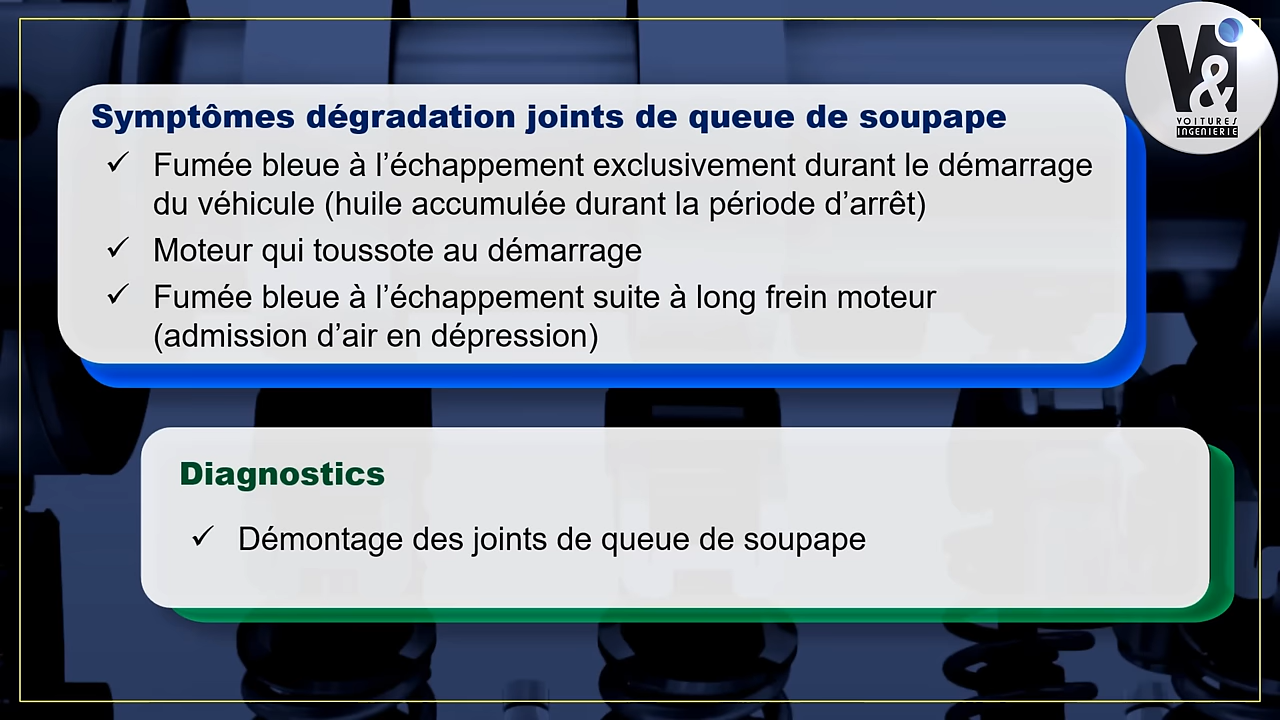 V&i
VOITURES
INGENIERIE
Symptômes dégradation joints de queue de soupape
✓ Fumée bleue à l’échappement exclusivement durant le démarrage
du véhicule (huile accumulée durant la période d’arrêt)
✓ Moteur qui toussote au démarrage
✓ Fumée bleue à l’échappement suite à long frein moteur
(admission d’air en dépression)
Diagnostics
✓ Démontage des joints de queue de soupape